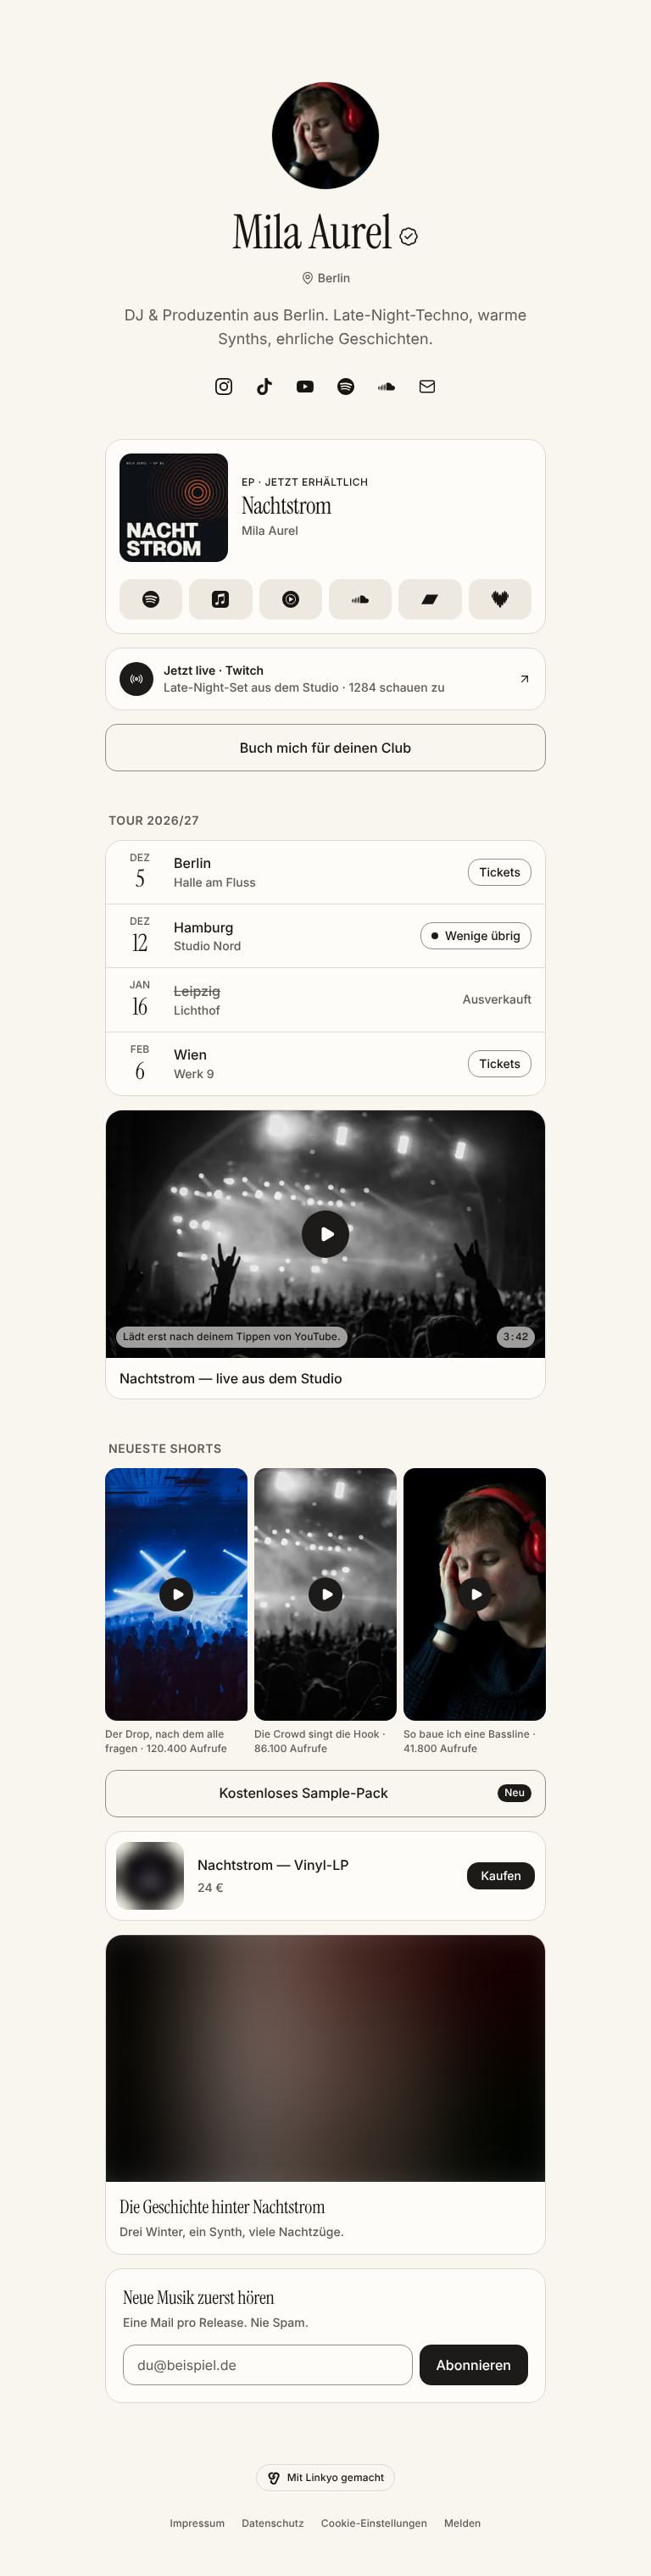 Mila Aurel
Berlin
DJ & Produzentin aus Berlin. Late-Night-Techno, warme
Synths, ehrliche Geschichten.
MILA AUREL · EP 01
NACHT
STROM
EP · JETZT ERHÄLTLICH
Nachtstrom
Mila Aurel
Jetzt live · Twitch
Late-Night-Set aus dem Studio · 1284 schauen zu
Buch mich für deinen Club
TOUR 2026/27
DEZ
5
Berlin
Halle am Fluss
Tickets
DEZ
12
Hamburg
Studio Nord
Wenige übrig
JAN
16
Leipzig
Lichthof
Ausverkauft
FEB
6
Wien
Werk 9
Tickets
Lädt erst nach deinem Tippen von YouTube.
3:42
Nachtstrom — live aus dem Studio
NEUESTE SHORTS
Der Drop, nach dem alle
fragen · 120.400 Aufrufe
Die Crowd singt die Hook ·
86.100 Aufrufe
So baue ich eine Bassline ·
41.800 Aufrufe
Kostenloses Sample-Pack
Neu
Nachtstrom — Vinyl-LP
24 €
Kaufen
Die Geschichte hinter Nachtstrom
Drei Winter, ein Synth, viele Nachtzüge.
Neue Musik zuerst hören
Eine Mail pro Release. Nie Spam.
du@beispiel.de
Abonnieren
Mit Linkyo gemacht
Impressum Datenschutz Cookie-Einstellungen Melden